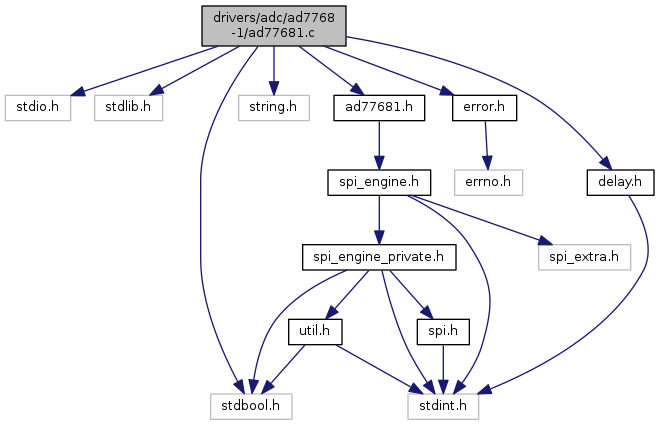 drivers/adc/ad7768
-1/ad77681.c
stdio.h
stdlib.h
string.h
ad77681.h
error.h
spi_engine.h
errno.h
delay.h
spi_engine_private.h
spi_extra.h
util.h
spi.h
stdbool.h
stdint.h